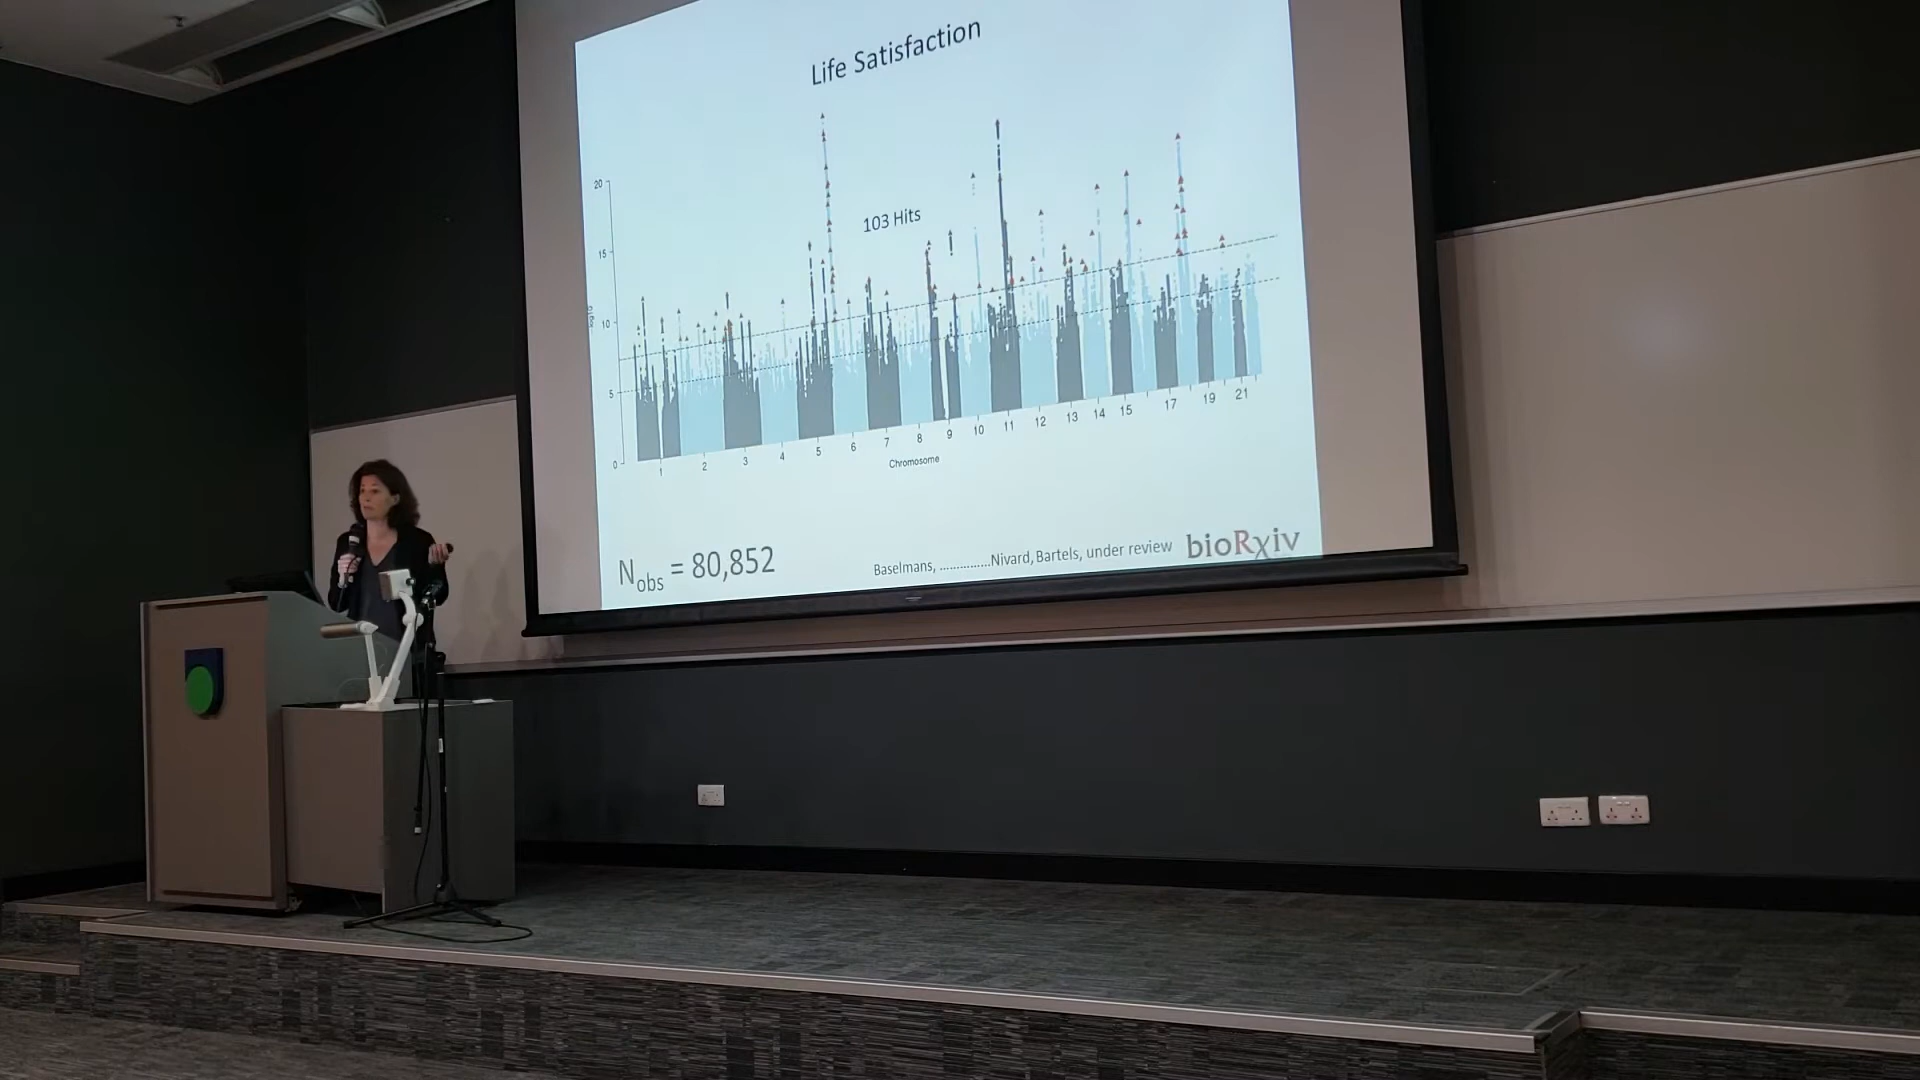 Life Satisfaction
103 Hits
20
15
10
5
0
1 2 3 4 5 6 7 8 9 10 11 12 13 14 15 17 19 21
Chromosome
Nobs = 80,852
Baselmans, ...............Nivard, Bartels, under review bioRxiv